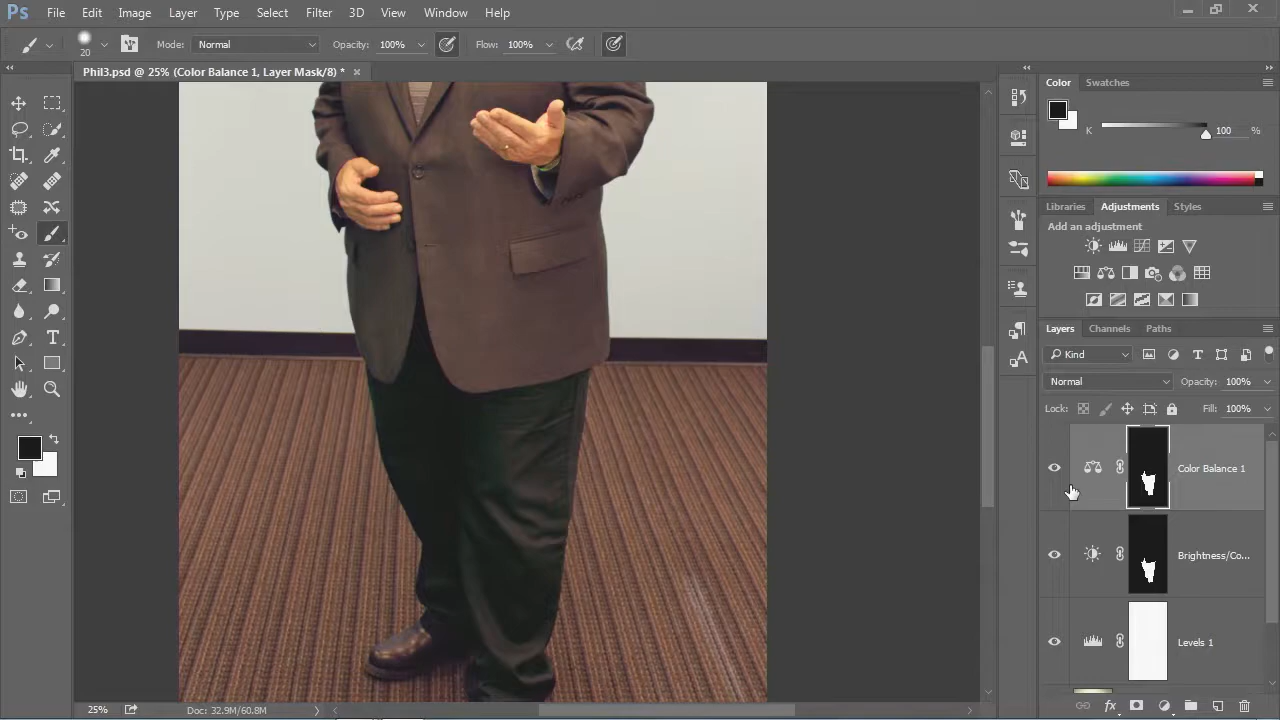 Ps File Edit Image Layer Type Select Filter 3D View Window Help
20 Mode: Normal Opacity: 100% Flow: 100%
Phil3.psd @ 25% (Color Balance 1, Layer Mask/8) * ×
Color Swatches
K 100 %
Libraries Adjustments Styles
Add an adjustment
Layers Channels Paths
Kind
Normal Opacity: 100%
Lock: Fill: 100%
Color Balance 1
Brightness/Co...
Levels 1
25% Doc: 32.9M/60.8M